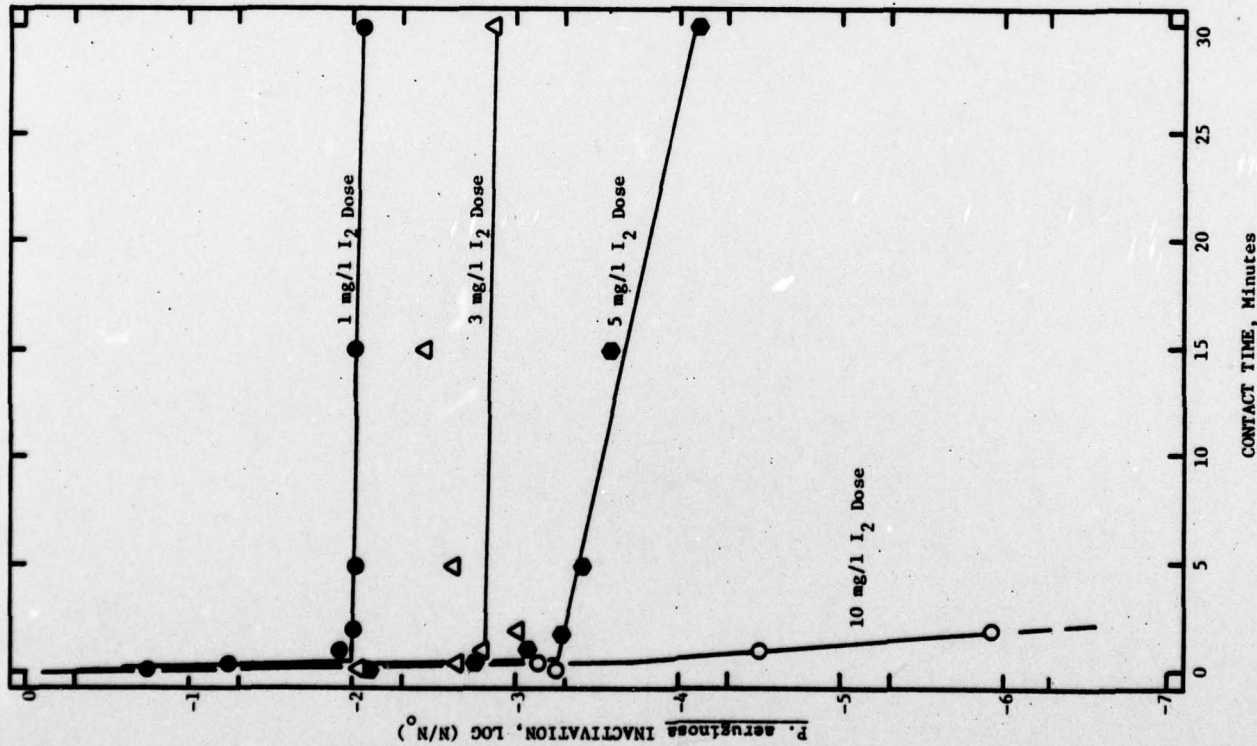 0
-1
-2
-3
-4
-5
-6
-7
P. aeruginosa INACTIVATION, LOG (N/No)
1 mg/l I2 Dose
3 mg/l I2 Dose
5 mg/l I2 Dose
10 mg/l I2 Dose
0
5
10
15
20
25
30
CONTACT TIME, Minutes